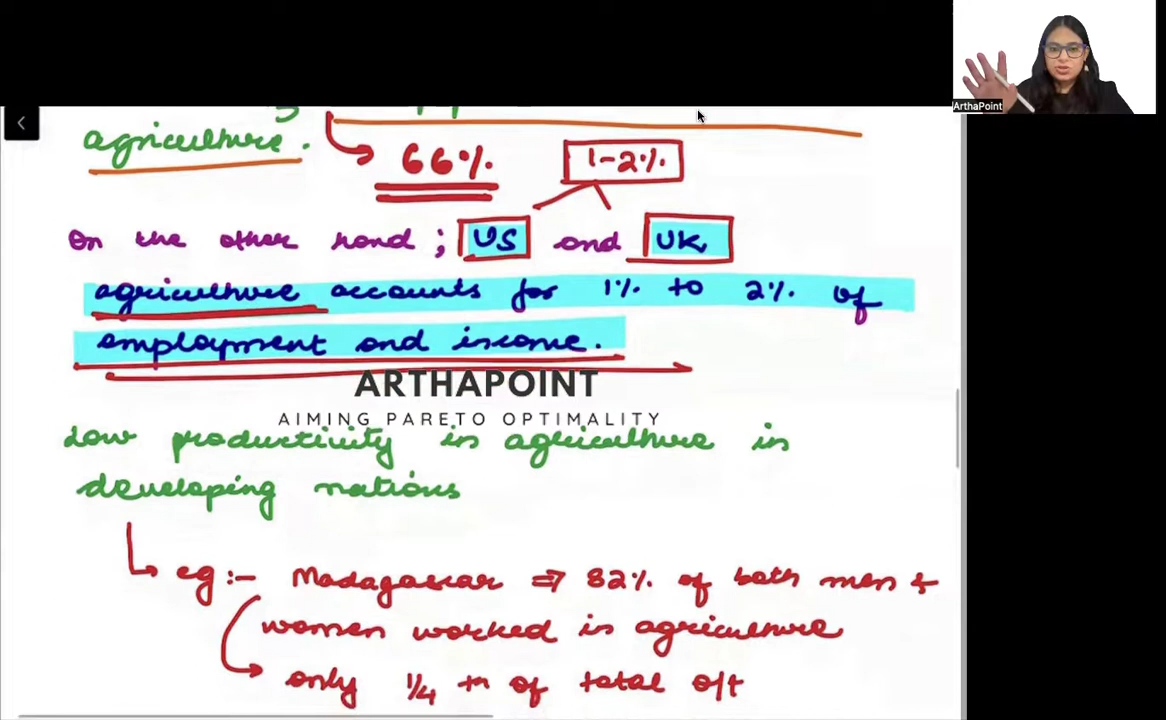 ArthaPoint
agriculture.
66%
1-2%
On the other hand ; US and UK
agriculture accounts for 1% to 2% of
employment and income.
ARTHAPOINT
AIMING PARETO OPTIMALITY
Low productivity in agriculture in
developing nations
eg :- Madagascar ⇒ 82% of both men &
women worked in agriculture
only 1/4 th of total o/t